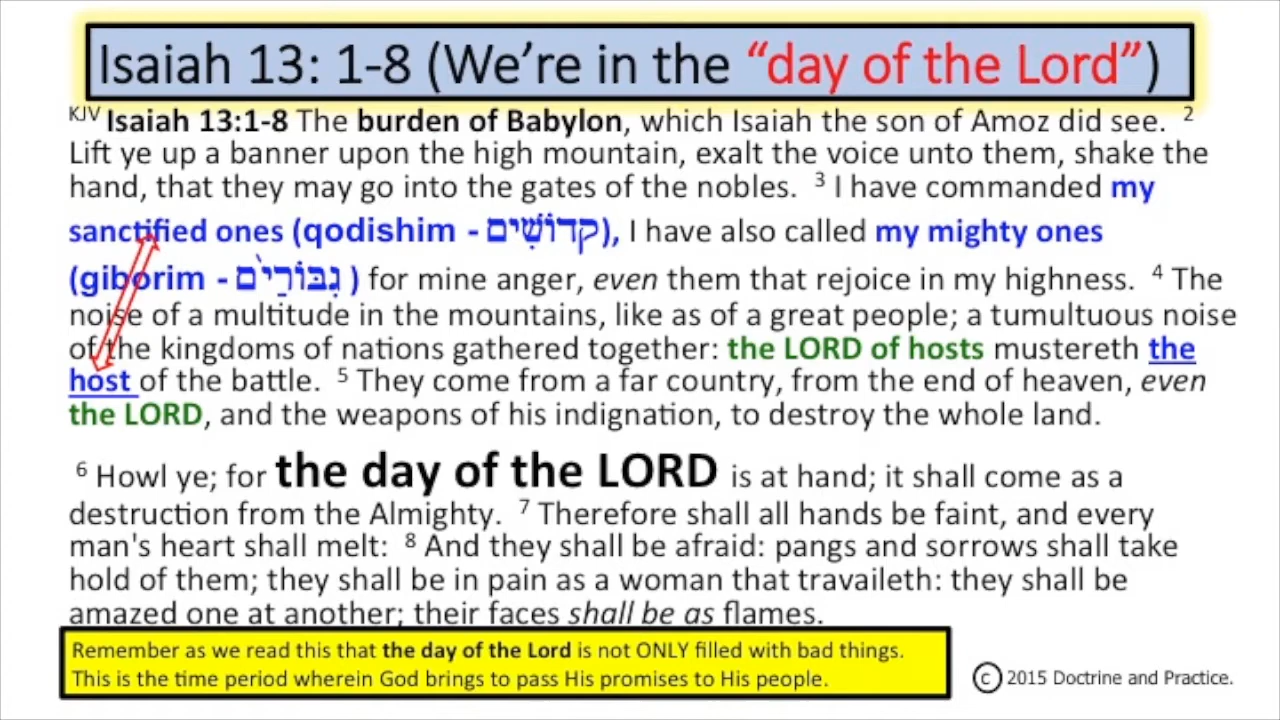 Isaiah 13: 1-8 (We’re in the “day of the Lord”)
KJV Isaiah 13:1-8 The burden of Babylon, which Isaiah the son of Amoz did see. 2
Lift ye up a banner upon the high mountain, exalt the voice unto them, shake the
hand, that they may go into the gates of the nobles. 3 I have commanded my
sanctified ones (qodishim - קדוֹשִׁים), I have also called my mighty ones
(giborim - גִבּוֹרַי֙ם ) for mine anger, even them that rejoice in my highness. 4 The
noise of a multitude in the mountains, like as of a great people; a tumultuous noise
of the kingdoms of nations gathered together: the LORD of hosts mustereth the
host of the battle. 5 They come from a far country, from the end of heaven, even
the LORD, and the weapons of his indignation, to destroy the whole land.
6 Howl ye; for the day of the LORD is at hand; it shall come as a
destruction from the Almighty. 7 Therefore shall all hands be faint, and every
man's heart shall melt: 8 And they shall be afraid: pangs and sorrows shall take
hold of them; they shall be in pain as a woman that travaileth: they shall be
amazed one at another; their faces shall be as flames.
Remember as we read this that the day of the Lord is not ONLY filled with bad things.
This is the time period wherein God brings to pass His promises to His people.
© 2015 Doctrine and Practice.